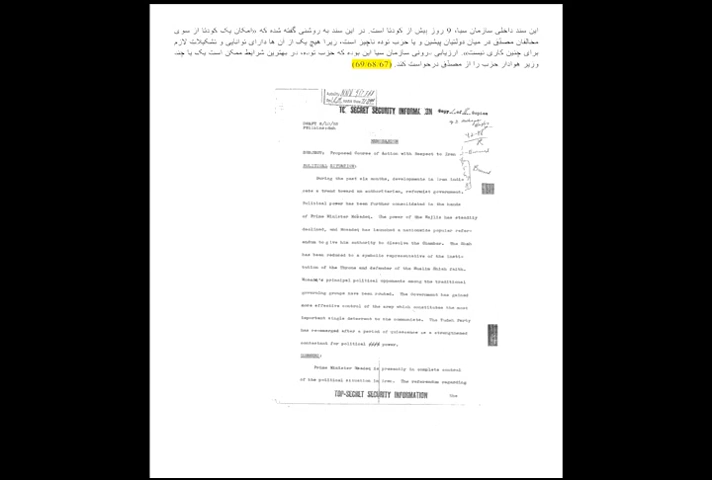 این سند داخلی سازمان سیا، 9 روز پیش از کودتا است. در این سند به روشنی گفته شده که «امکان یک کودتا از سوی
مخالفان مصدق در میان دولتیان پیشین و یا حزب توده ناچیز است، زیرا هیچ یک از آن ها دارای توانایی و تشکیلات لازم
برای چنین کاری نیست». ارزیابی درونی سازمان سیا این بوده که حزب توده، در بهترین شرایط ممکن است یک یا چند
وزیر هوادار حزب را از مصدق درخواست کند. (69/68/67)
TOP SECRET SECURITY INFORMATION
DRAFT
MEMORANDUM
SUBJECT: Proposed Course of Action with Respect to Iran
POLITICAL SITUATION:
During the past six months, developments in Iran indi-
cate a trend toward an authoritarian, reformist government.
Political power has been further consolidated in the hands
of Prime Minister Mosadeq. The power of the Majlis has steadily
declined, and Mosadeq has launched a nationwide popular refer-
endum to give him authority to dissolve the Chamber. The Shah
has been reduced to a symbolic representative of the insti-
tution of the Throne and defender of the Muslim Shiah faith.
Mosadeq's principal political opponents among the traditional
governing groups have been routed. The Government has gained
more effective control of the army which constitutes the most
important single deterrent to the communists. The Tudeh Party
has re-emerged after a period of quiescence as a strengthened
contestant for political power.
SUMMARY:
Prime Minister Mosadeq is presently in complete control
of the political situation in Iran. The referendum regarding
TOP-SECRET SECURITY INFORMATION